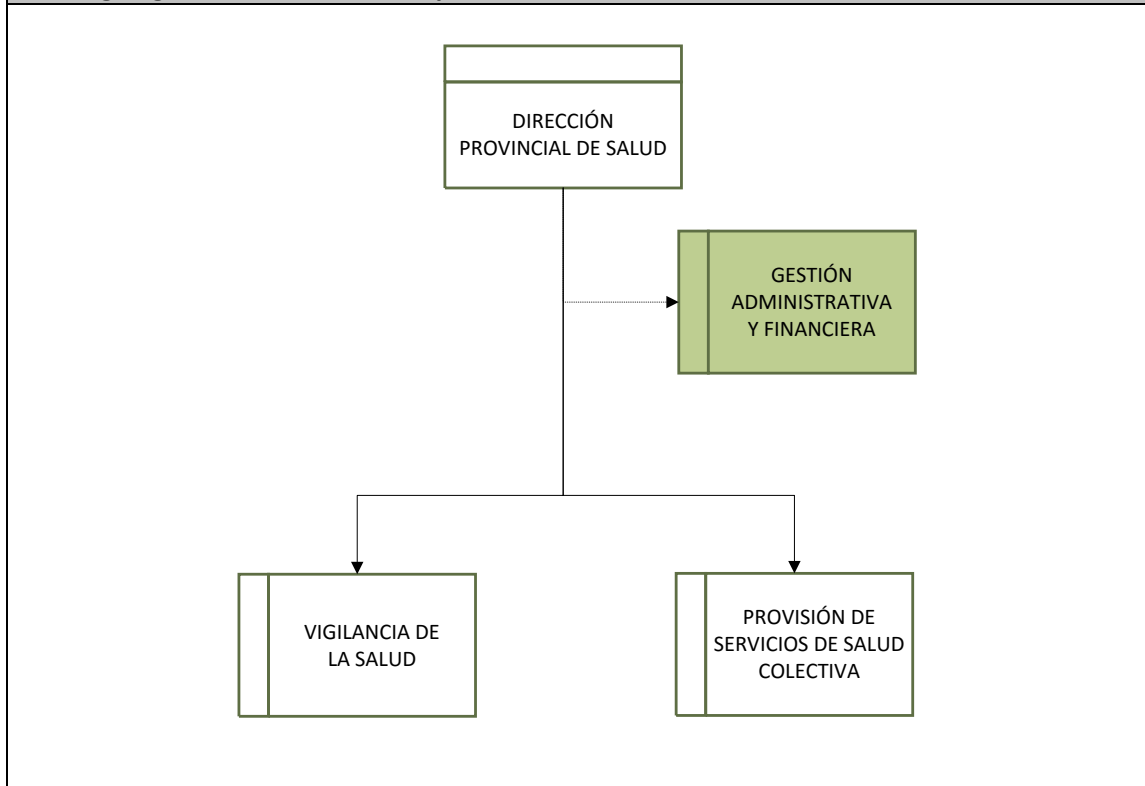 DIRECCIÓN
PROVINCIAL DE SALUD
GESTIÓN
ADMINISTRATIVA
Y FINANCIERA
VIGILANCIA DE
LA SALUD
PROVISIÓN DE
SERVICIOS DE SALUD
COLECTIVA